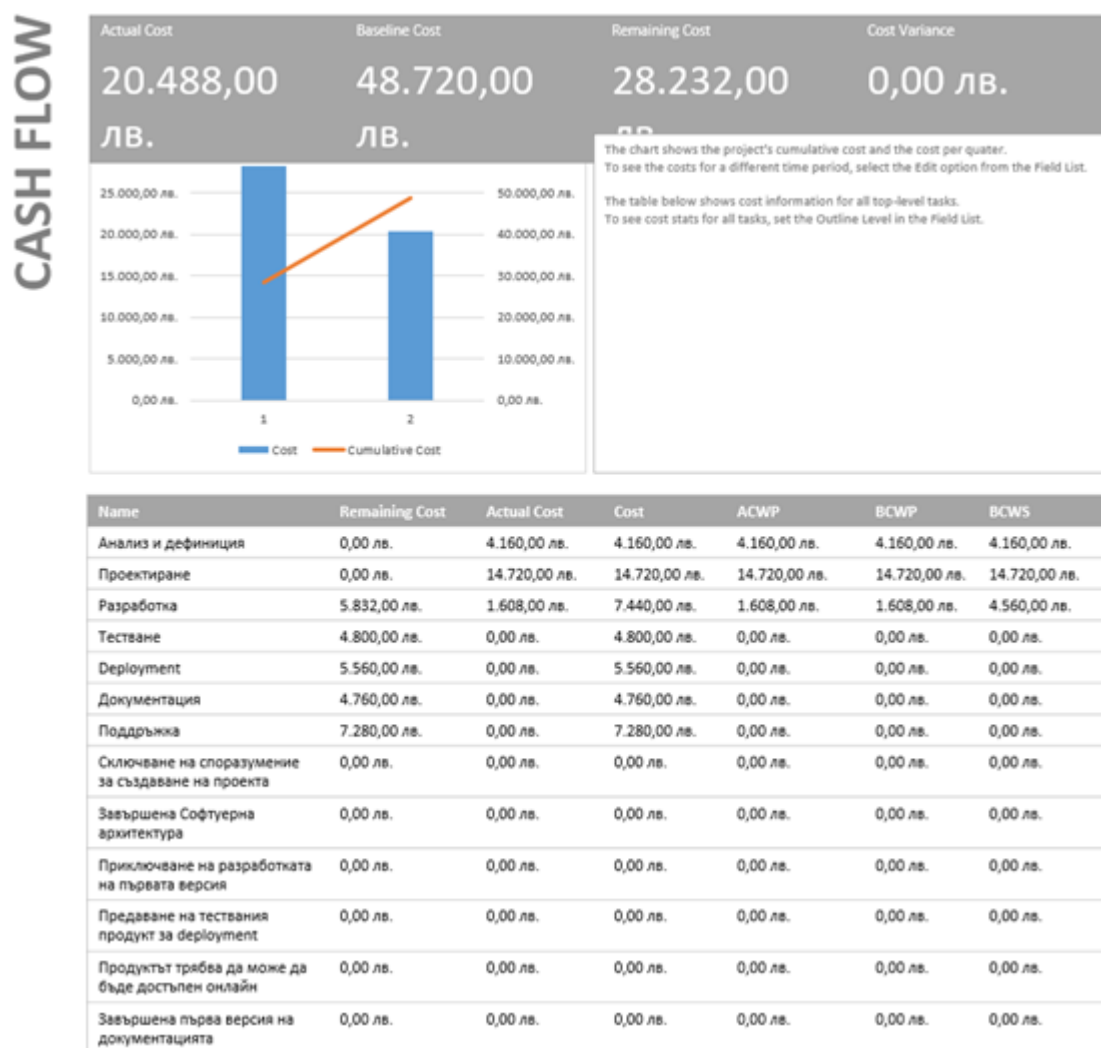 CASH FLOW
Actual Cost Baseline Cost Remaining Cost Cost Variance
20.488,00 48.720,00 28.232,00 0,00 лв.
лв. лв. лв.
The chart shows the project's cumulative cost and the cost per quater.
To see the costs for a different time period, select the Edit option from the Field List.
The table below shows cost information for all top-level tasks.
To see cost stats for all tasks, set the Outline Level in the Field List.
25.000,00 лв. 50.000,00 лв.
20.000,00 лв. 40.000,00 лв.
15.000,00 лв. 30.000,00 лв.
10.000,00 лв. 20.000,00 лв.
5.000,00 лв. 10.000,00 лв.
0,00 лв. 0,00 лв.
1 2
Cost Cumulative Cost
Name Remaining Cost Actual Cost Cost ACWP BCWP BCWS
Анализ и дефиниция 0,00 лв. 4.160,00 лв. 4.160,00 лв. 4.160,00 лв. 4.160,00 лв. 4.160,00 лв.
Проектиране 0,00 лв. 14.720,00 лв. 14.720,00 лв. 14.720,00 лв. 14.720,00 лв. 14.720,00 лв.
Разработка 5.832,00 лв. 1.608,00 лв. 7.440,00 лв. 1.608,00 лв. 1.608,00 лв. 4.560,00 лв.
Тестване 4.800,00 лв. 0,00 лв. 4.800,00 лв. 0,00 лв. 0,00 лв. 0,00 лв.
Deployment 5.560,00 лв. 0,00 лв. 5.560,00 лв. 0,00 лв. 0,00 лв. 0,00 лв.
Документация 4.760,00 лв. 0,00 лв. 4.760,00 лв. 0,00 лв. 0,00 лв. 0,00 лв.
Поддръжка 7.280,00 лв. 0,00 лв. 7.280,00 лв. 0,00 лв. 0,00 лв. 0,00 лв.
Сключване на споразумение 0,00 лв. 0,00 лв. 0,00 лв. 0,00 лв. 0,00 лв. 0,00 лв.
за създаване на проекта
Завършена Софтуерна 0,00 лв. 0,00 лв. 0,00 лв. 0,00 лв. 0,00 лв. 0,00 лв.
архитектура
Приключване на разработката 0,00 лв. 0,00 лв. 0,00 лв. 0,00 лв. 0,00 лв. 0,00 лв.
на първата версия
Предаване на тествания 0,00 лв. 0,00 лв. 0,00 лв. 0,00 лв. 0,00 лв. 0,00 лв.
продукт за deployment
Продуктът трябва да може да 0,00 лв. 0,00 лв. 0,00 лв. 0,00 лв. 0,00 лв. 0,00 лв.
бъде достъпен онлайн
Завършена първа версия на 0,00 лв. 0,00 лв. 0,00 лв. 0,00 лв. 0,00 лв. 0,00 лв.
документацията